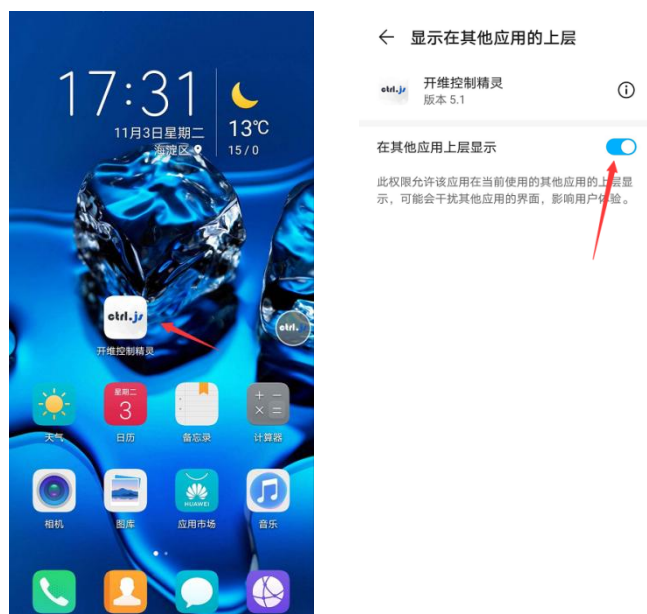 17:31
11月3日星期二
海淀区
13℃
15 / 0
ctrl.js
开维控制精灵
ctrl.js
天气
星期二
3
日历
备忘录
计算器
相机
图库
HUAWEI
应用市场
音乐
显示在其他应用的上层
ctrl.js
开维控制精灵
版本 5.1
在其他应用上层显示
此权限允许该应用在当前使用的其他应用的上层显
示，可能会干扰其他应用的界面，影响用户体验。